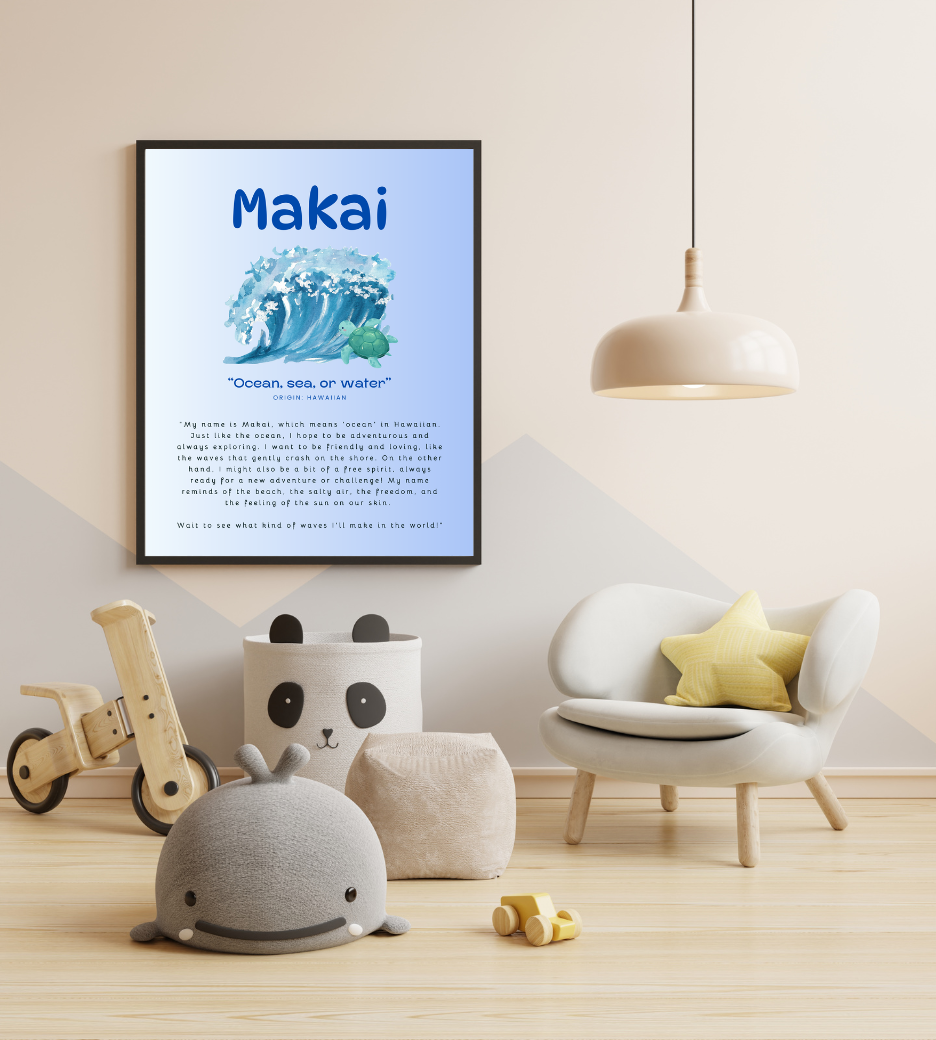 Makai
"Ocean, sea, or water"
ORIGIN: HAWAIIAN
"My name is Makai, which means 'ocean' in Hawaiian.
Just like the ocean, I hope to be adventurous and
always exploring. I want to be friendly and loving, like
the waves that gently crash on the shore. On the other
hand, I might also be a bit of a free spirit, always
ready for a new adventure or challenge! My name
reminds of the beach, the salty air, the freedom, and
the feeling of the sun on our skin.
Wait to see what kind of waves I'll make in the world!"